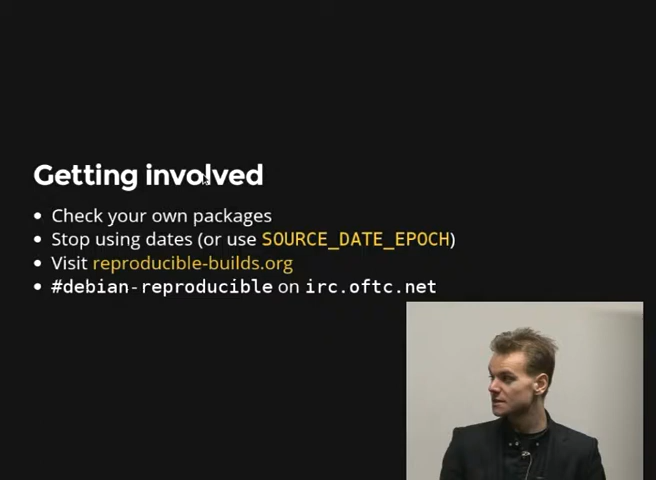 Getting involved
• Check your own packages
• Stop using dates (or use SOURCE_DATE_EPOCH)
• Visit reproducible-builds.org
• #debian-reproducible on irc.oftc.net